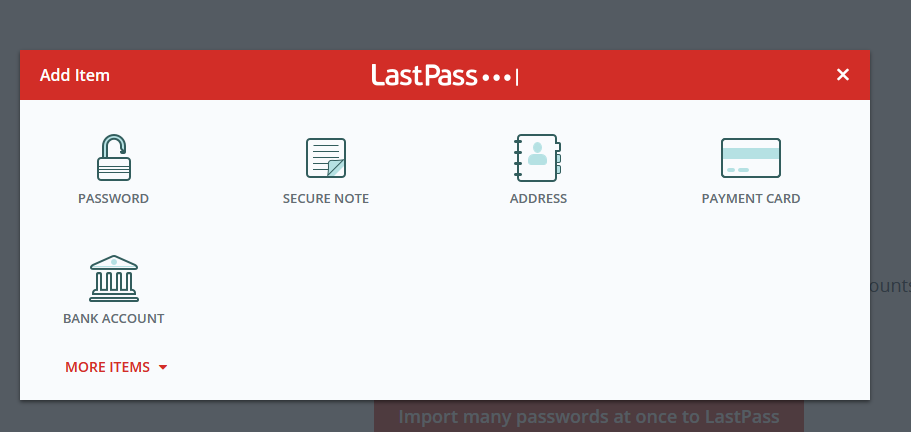 Add Item
LastPass•••|
PASSWORD
SECURE NOTE
ADDRESS
PAYMENT CARD
BANK ACCOUNT
MORE ITEMS
ounts
Import many passwords at once to LastPass